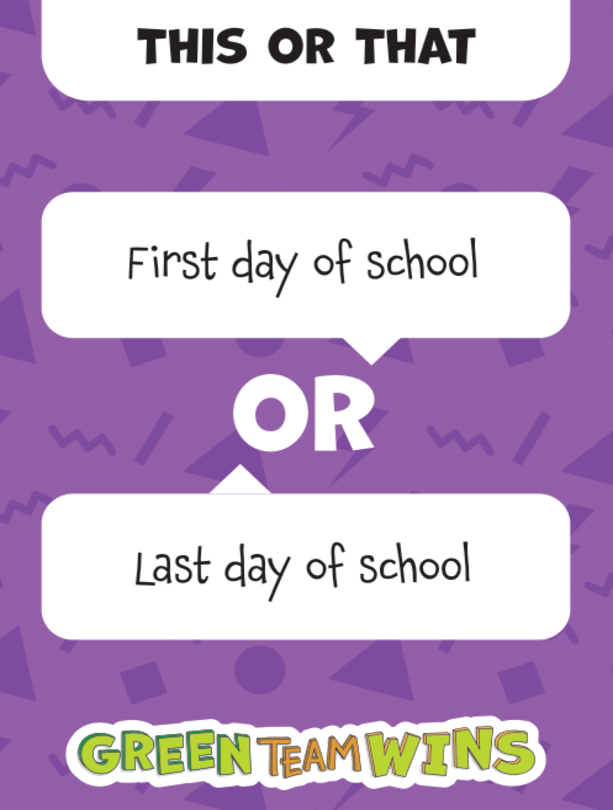 THIS OR THAT
First day of school
OR
Last day of school
GREEN TEAM WINS